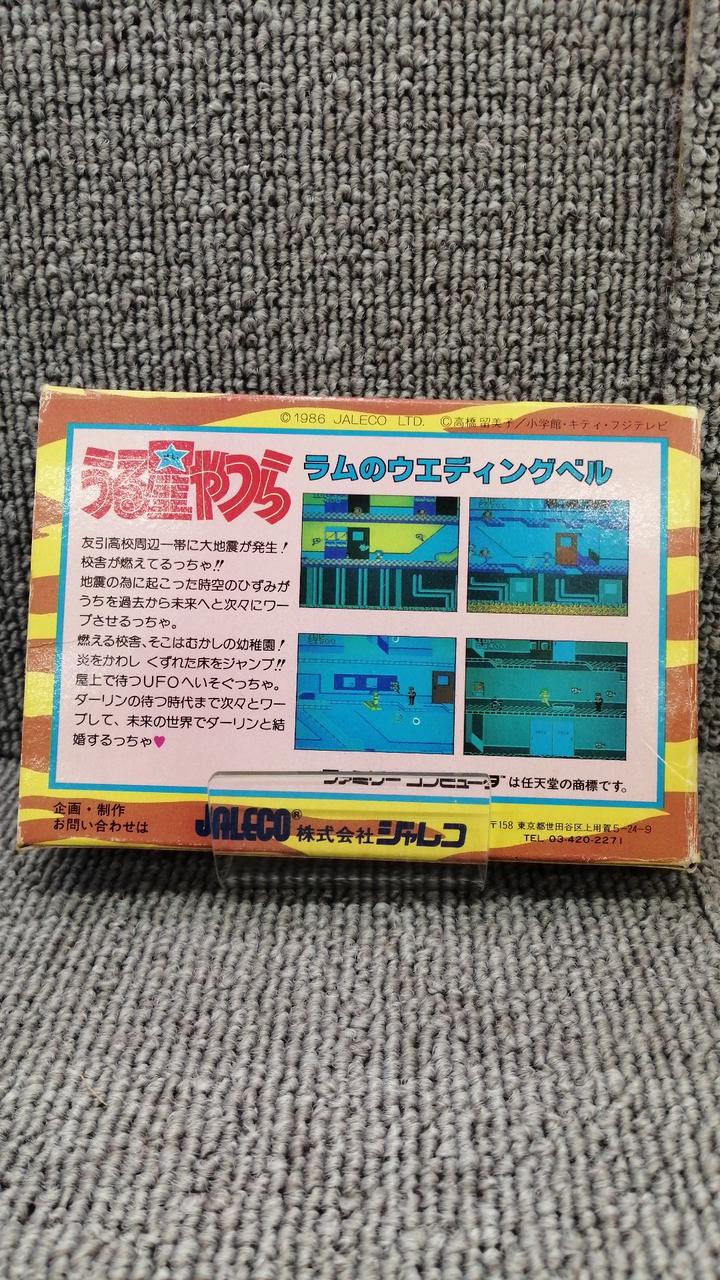 ©1986 JALECO LTD. ©高橋留美子／小学館・キティ・フジテレビ
うる星やつら
ラムのウエディングベル
友引高校周辺一帯に大地震が発生！
校舎が燃えてるっちゃ!!
地震の為に起こった時空のひずみが
うちを過去から未来へと次々にワー
プさせるっちゃ。
燃える校舎、そこはむかしの幼稚園！
炎をかわし くずれた床をジャンプ!!
屋上で待つUFOへいそぐっちゃ。
ダーリンの待つ時代まで次々とワー
プして、未来の世界でダーリンと結
婚するっちゃ♥
ファミリーコンピュータは任天堂の商標です。
企画・制作
お問い合わせは
JALECO® 株式会社ジャレコ
〒158 東京都世田谷区上用賀5-24-9
TEL 03-420-2271